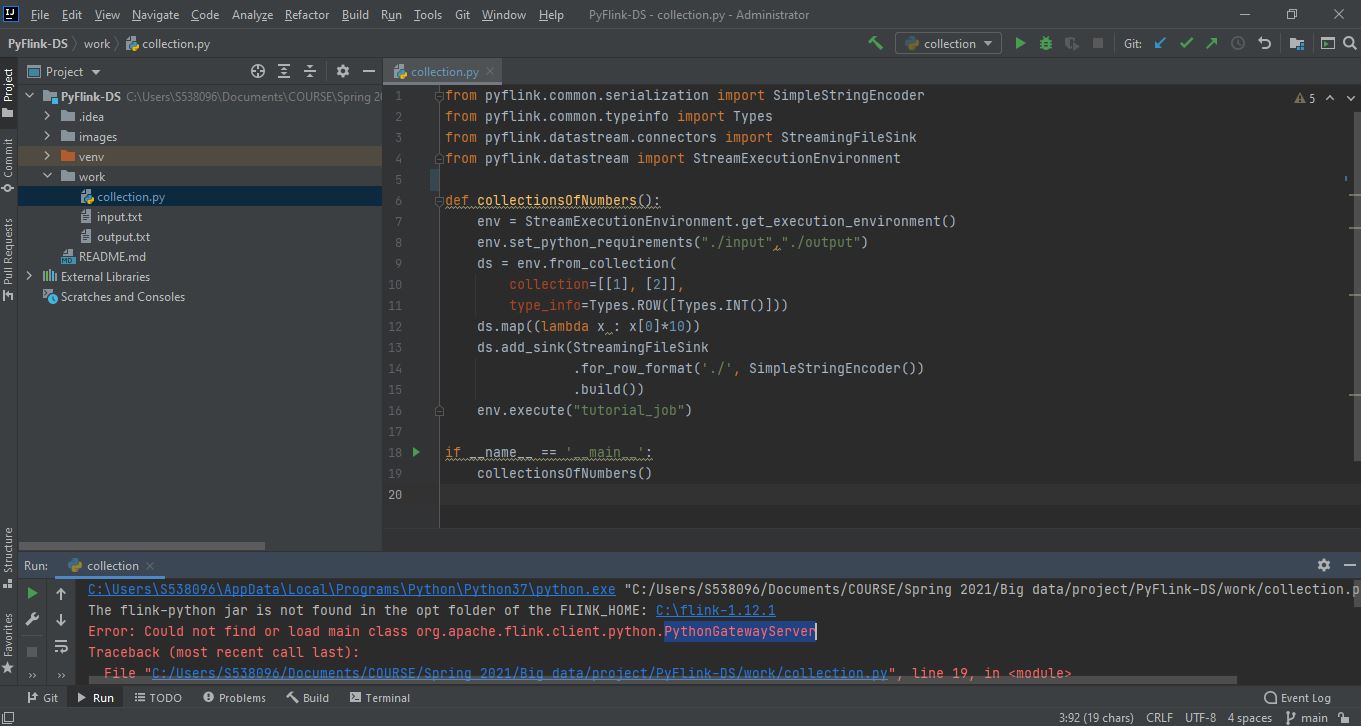 IJ File Edit View Navigate Code Analyze Refactor Build Run Tools Git Window Help PyFlink-DS - collection.py - Administrator
PyFlink-DS work collection.py collection Git:
Project collection.py
Project
Commit
Pull Requests
Structure
Favorites
PyFlink-DS C:\Users\S538096\Documents\COURSE\Spring 20
.idea
images
venv
work
collection.py
input.txt
output.txt
README.md
External Libraries
Scratches and Consoles
5
1 from pyflink.common.serialization import SimpleStringEncoder
2 from pyflink.common.typeinfo import Types
3 from pyflink.datastream.connectors import StreamingFileSink
4 from pyflink.datastream import StreamExecutionEnvironment
5
6 def collectionsOfNumbers():
7 env = StreamExecutionEnvironment.get_execution_environment()
8 env.set_python_requirements("./input","./output")
9 ds = env.from_collection(
10 collection=[[1], [2]],
11 type_info=Types.ROW([Types.INT()]))
12 ds.map((lambda x : x[0]*10))
13 ds.add_sink(StreamingFileSink
14 .for_row_format('./', SimpleStringEncoder())
15 .build())
16 env.execute("tutorial_job")
17
18 if __name__ == '__main__':
19 collectionsOfNumbers()
20
Run: collection
C:\Users\S538096\AppData\Local\Programs\Python\Python37\python.exe "C:/Users/S538096/Documents/COURSE/Spring 2021/Big data/project/PyFlink-DS/work/collection.p
The flink-python jar is not found in the opt folder of the FLINK_HOME: C:\flink-1.12.1
Error: Could not find or load main class org.apache.flink.client.python.PythonGatewayServer
Traceback (most recent call last):
File "C:/Users/S538096/Documents/COURSE/Spring 2021/Big data/project/PyFlink-DS/work/collection.py", line 19, in <module>
Git Run TODO Problems Build Terminal Event Log
3:92 (19 chars) CRLF UTF-8 4 spaces main